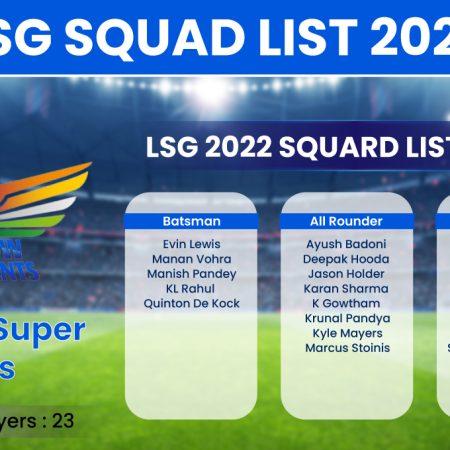 SG SQUAD LIST 202
LSG 2022 SQUARD LIST
Batsman
Evin Lewis
Manan Vohra
Manish Pandey
KL Rahul
Quinton De Kock
All Rounder
Ayush Badoni
Deepak Hooda
Jason Holder
Karan Sharma
K Gowtham
Krunal Pandya
Kyle Mayers
Marcus Stoinis
Super
yers : 23